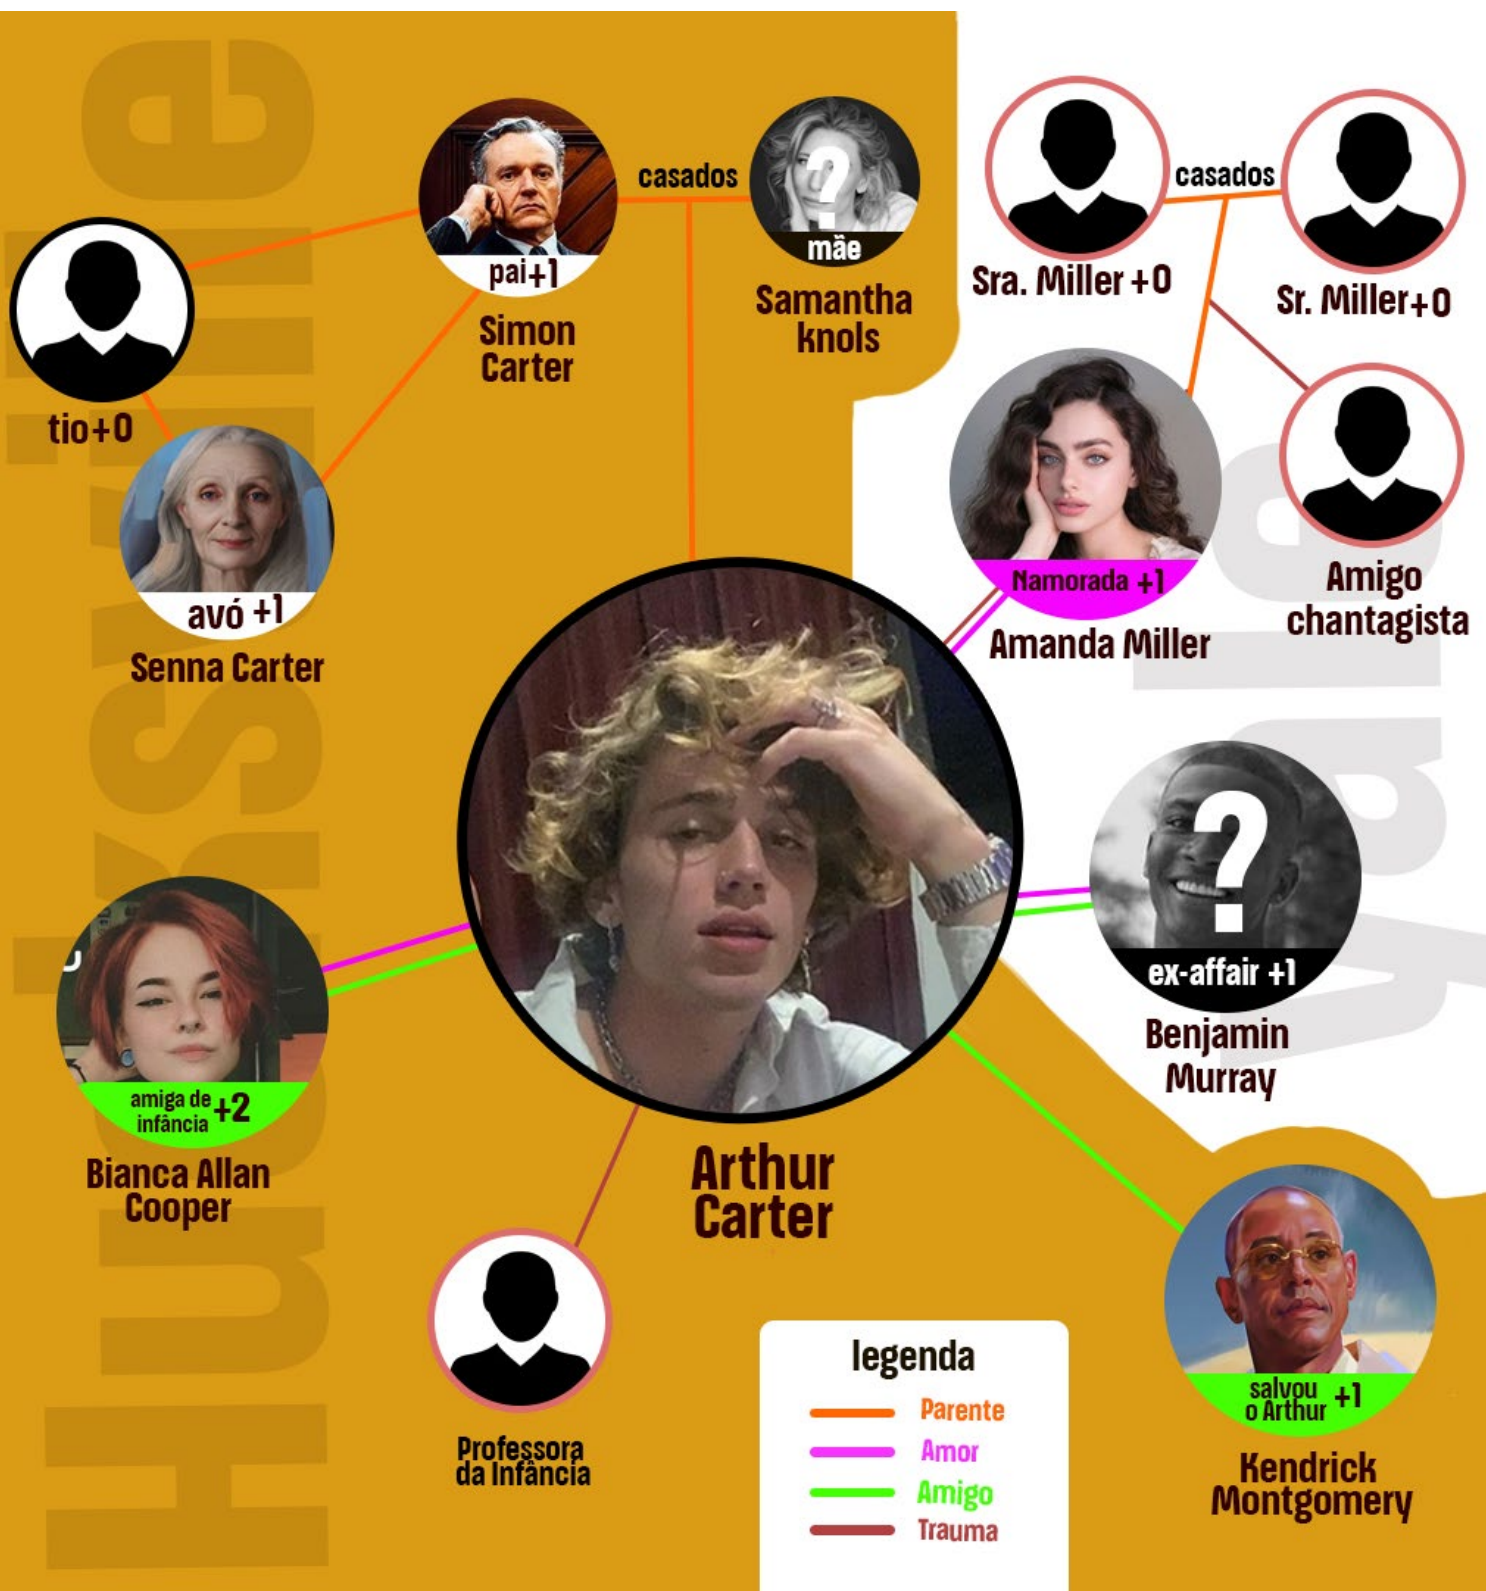 Hudksville
yale
casados
pai+1
Simon
Carter
mãe
Samantha
knols
casados
Sra. Miller +0
Sr. Miller+0
tio+0
avó +1
Senna Carter
Namorada +1
Amanda Miller
Amigo
chantagista
ex-affair +1
Benjamin
Murray
amiga de
infância +2
Bianca Allan
Cooper
Arthur
Carter
Professora
da Infância
salvou
o Arthur +1
Kendrick
Montgomery
legenda
Parente
Amor
Amigo
Trauma
?
?